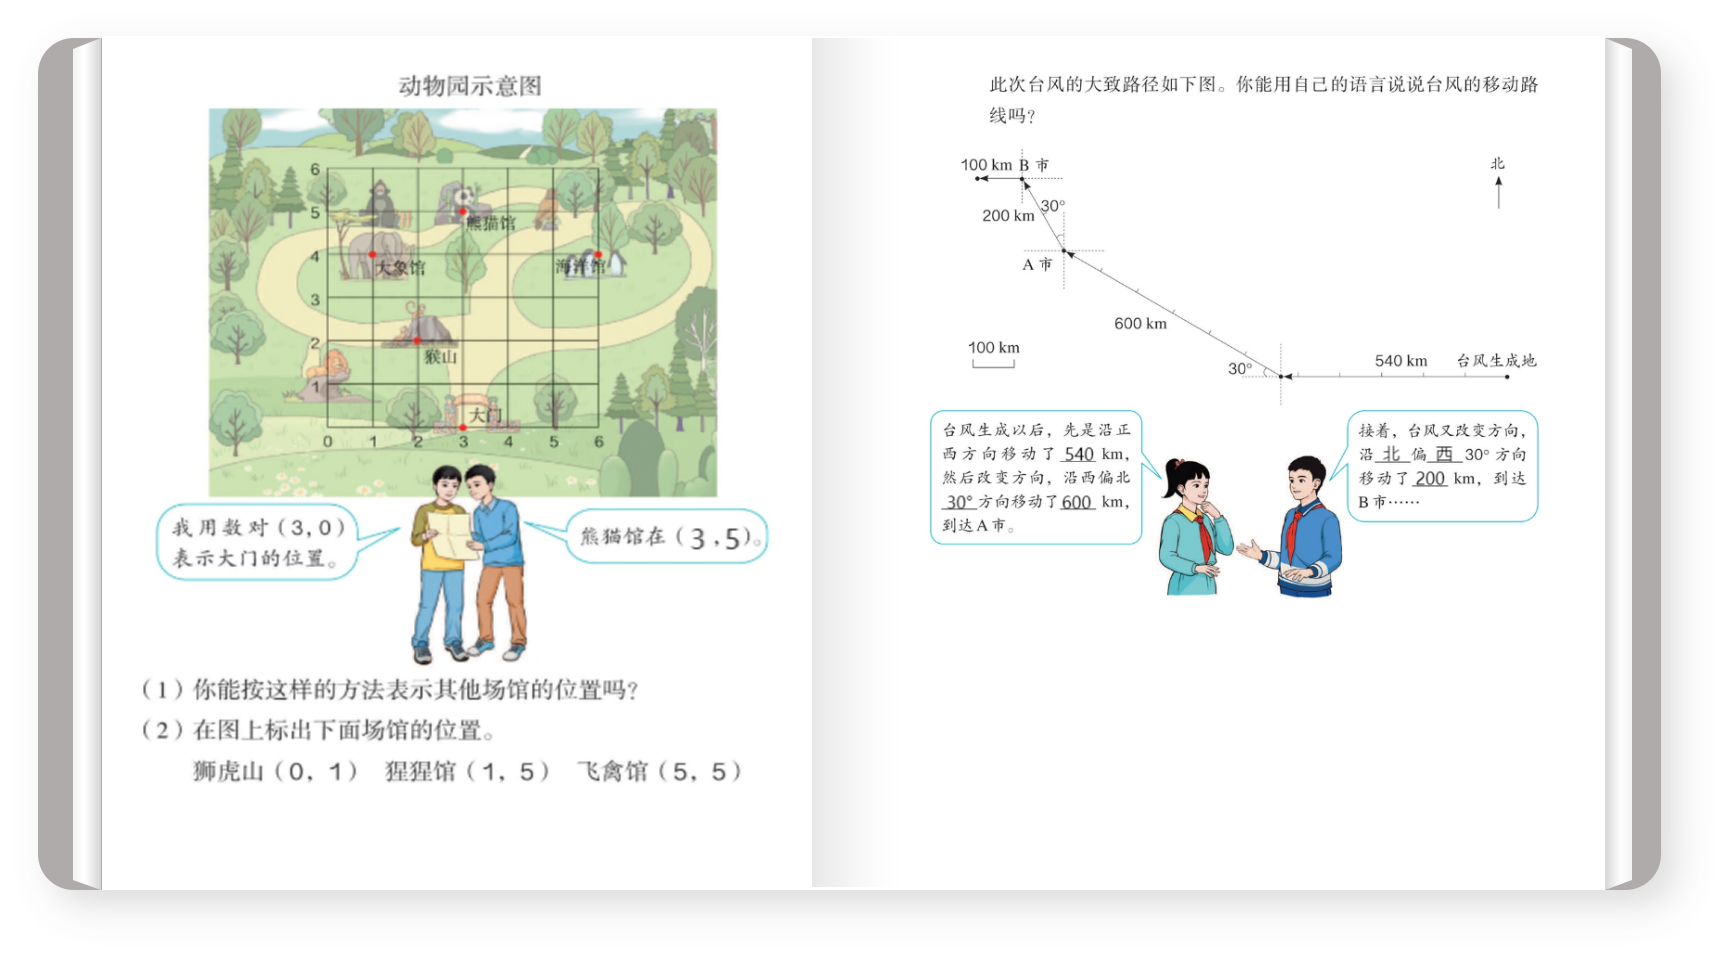 动物园示意图
6
5
熊猫馆
4
大象馆
海洋馆
3
2
猴山
1
大门
0 1 2 3 4 5 6
我用数对(3,0)
表示大门的位置。
熊猫馆在(3,5)。
(1)你能按这样的方法表示其他场馆的位置吗?
(2)在图上标出下面场馆的位置。
狮虎山(0, 1) 猩猩馆(1, 5) 飞禽馆(5, 5)
此次台风的大致路径如下图。你能用自己的语言说说台风的移动路
线吗?
100 km B 市
北
30°
200 km
A 市
600 km
100 km
30°
540 km 台风生成地
台风生成以后,先是沿正
西方向移动了 540 km,
然后改变方向,沿西偏北
30° 方向移动了 600 km,
到达A市。
接着,台风又改变方向,
沿 北 偏 西 30° 方向
移动了 200 km,到达
B市……